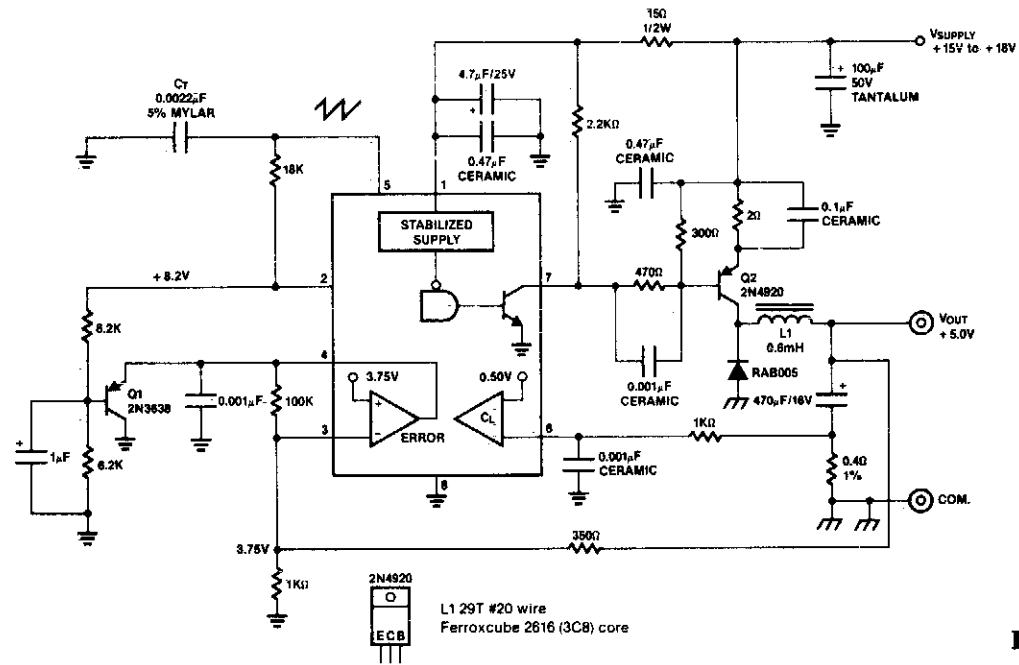 15Ω
1/2W
VSUPPLY
+15V to +18V
CT
0.0022µF
5% MYLAR
4.7µF/25V
+
+ 100µF
50V
TANTALUM
2.2KΩ
0.47µF
CERAMIC
0.47µF
CERAMIC
18K
5
1
0.1µF
CERAMIC
2Ω
300Ω
STABILIZED
SUPPLY
+8.2V
2
7
470Ω
Q2
2N4920
8.2K
VOUT
+5.0V
L1
0.6mH
4
Q1
2N3638
0.001µF
100K
3.75V
0.50V
0.001µF
CERAMIC
RAB005
+
470µF/16V
+
CL
3
-
ERROR
6
1KΩ
+
1µF
6.2K
0.001µF
CERAMIC
0.4Ω
1%
8
COM.
3.75V
350Ω
1KΩ
2N4920
ECB
L1 29T #20 wire
Ferroxcube 2616 (3C8) core